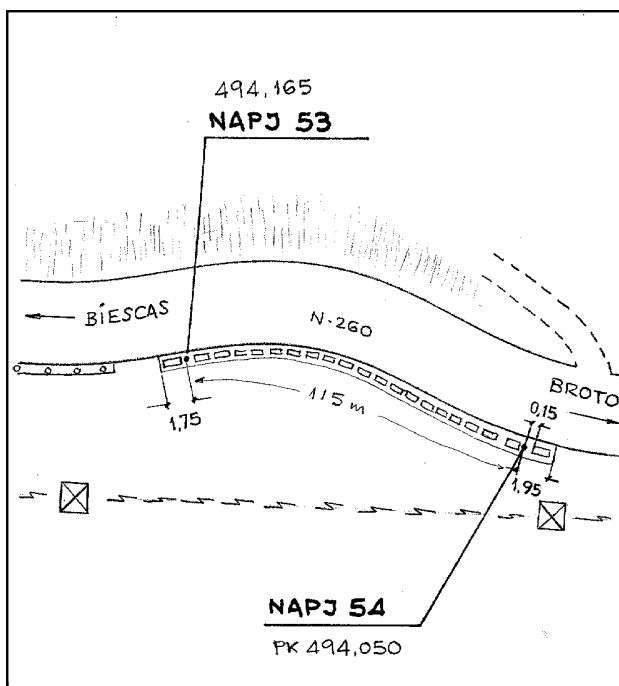 494,165
NAPJ 53
BiESCAS
N-260
BROTO
115 m
0,15
1,75
1,95
NAPJ 54
PK 494,050